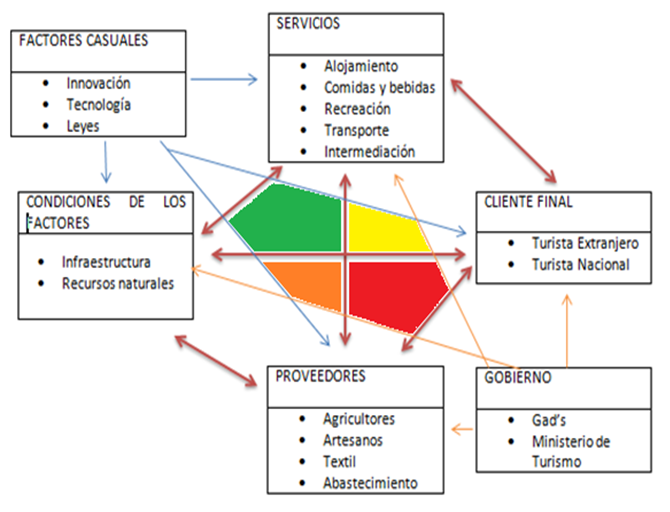 FACTORES CASUALES
• Innovación
• Tecnología
• Leyes
SERVICIOS
• Alojamiento
• Comidas y bebidas
• Recreación
• Transporte
• Intermediación
CONDICIONES DE LOS
FACTORES
• Infraestructura
• Recursos naturales
CLIENTE FINAL
• Turista Extranjero
• Turista Nacional
PROVEEDORES
• Agricultores
• Artesanos
• Textil
• Abastecimiento
GOBIERNO
• Gad's
• Ministerio de
Turismo